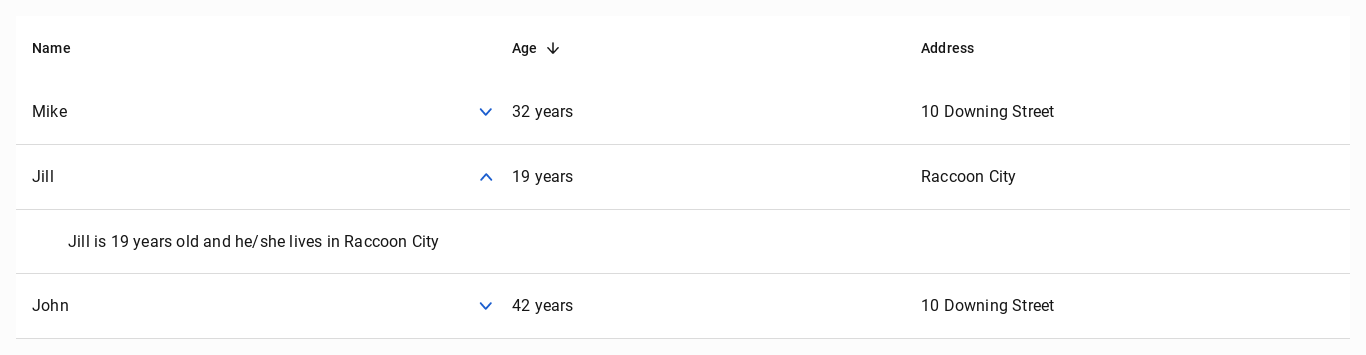 Name Age Address
Mike 32 years 10 Downing Street
Jill 19 years Raccoon City
Jill is 19 years old and he/she lives in Raccoon City
John 42 years 10 Downing Street